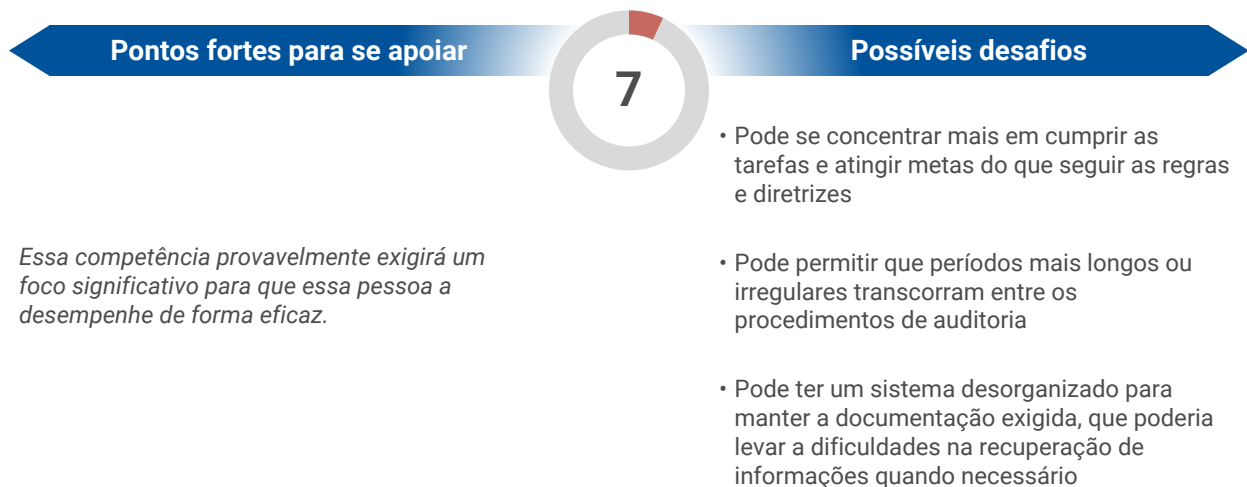 Pontos fortes para se apoiar
7
Possíveis desafios
Essa competência provavelmente exigirá um
foco significativo para que essa pessoa a
desempenhe de forma eficaz.
• Pode se concentrar mais em cumprir as
tarefas e atingir metas do que seguir as regras
e diretrizes
• Pode permitir que períodos mais longos ou
irregulares transcorram entre os
procedimentos de auditoria
• Pode ter um sistema desorganizado para
manter a documentação exigida, que poderia
levar a dificuldades na recuperação de
informações quando necessário